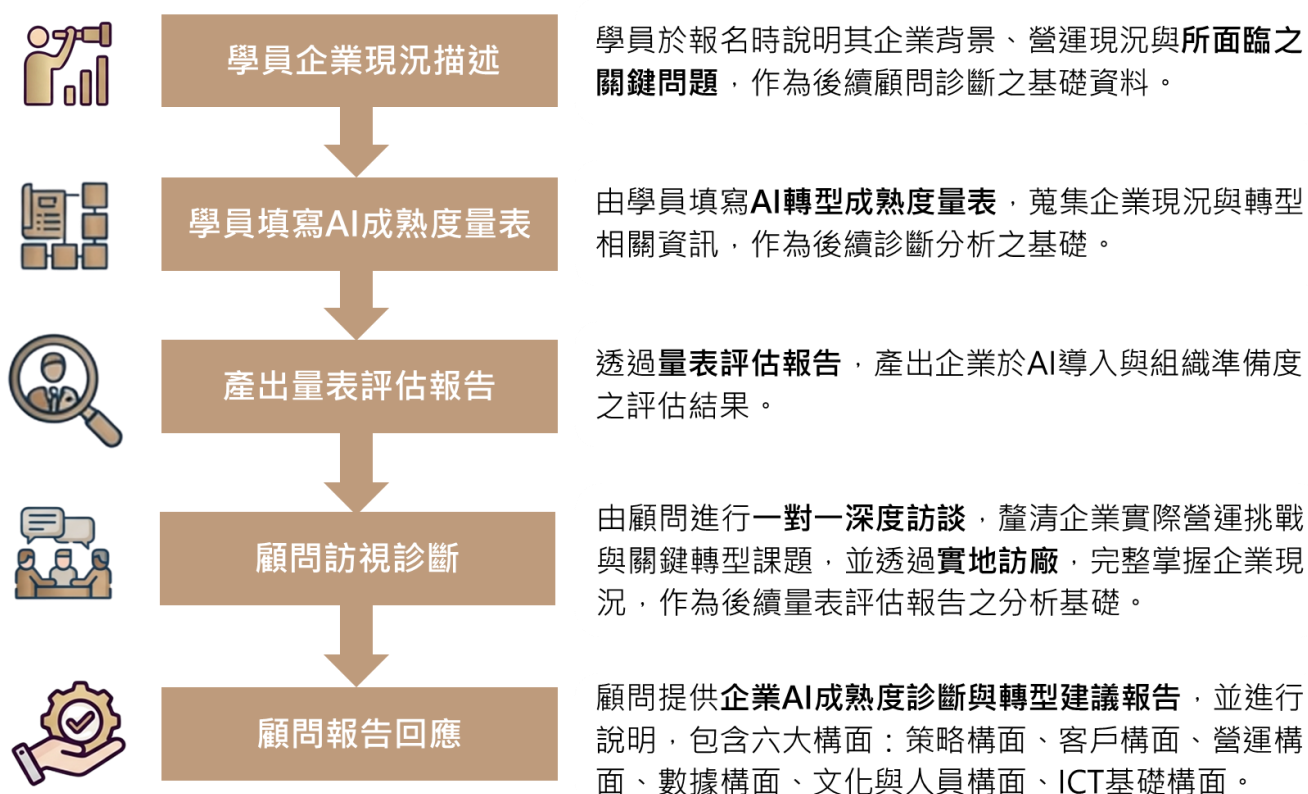 學員企業現況描述
學員於報名時說明其企業背景、營運現況與所面臨之
關鍵問題，作為後續顧問診斷之基礎資料。
學員填寫AI成熟度量表
由學員填寫AI轉型成熟度量表，蒐集企業現況與轉型
相關資訊，作為後續診斷分析之基礎。
產出量表評估報告
透過量表評估報告，產出企業於AI導入與組織準備度
之評估結果。
顧問訪視診斷
由顧問進行一對一深度訪談，釐清企業實際營運挑戰
與關鍵轉型課題，並透過實地訪廠，完整掌握企業現
況，作為後續量表評估報告之分析基礎。
顧問報告回應
顧問提供企業AI成熟度診斷與轉型建議報告，並進行
說明，包含六大構面：策略構面、客戶構面、營運構
面、數據構面、文化與人員構面、ICT基礎構面。